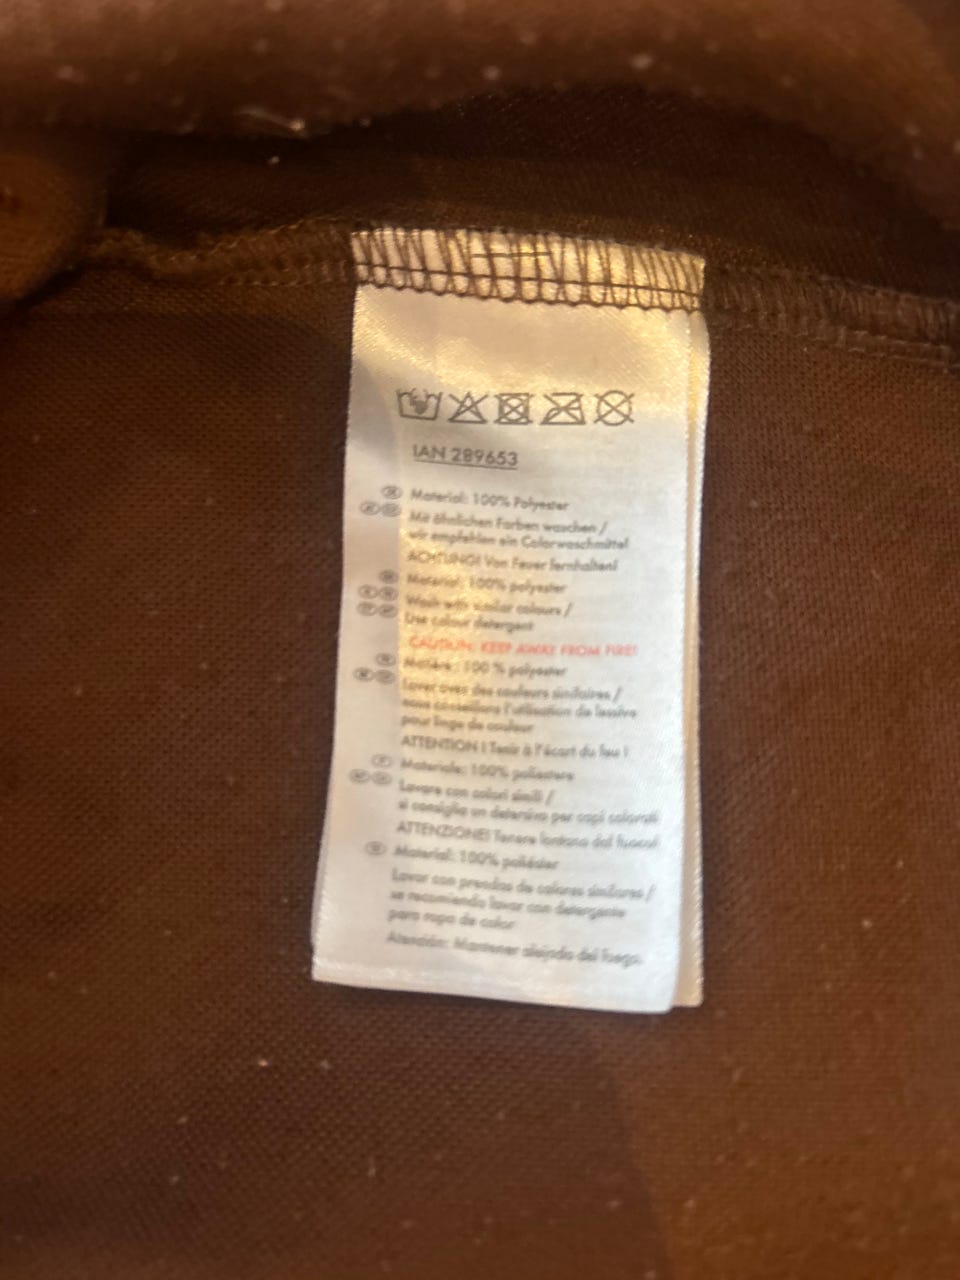 IAN 289653
Material: 100% Polyester
Mit ähnlichen Farben waschen /
wir empfehlen ein Colorwaschmittel
ACHTUNG! Von Feuer fernhalten!
Material: 100% polyester
Wash with similar colours /
Use colour detergent
CAUTION: KEEP AWAY FROM FIRE!
Matière : 100 % polyester
Laver avec des couleurs similaires /
nous conseillons l'utilisation de lessive
pour linge de couleur
ATTENTION ! Tenir à l'écart du feu !
Materiale: 100% poliestere
Lavare con colori simili /
si consiglia un detersivo per capi colorati
ATTENZIONE! Tenere lontano dal fuoco!
Material: 100% poliéster
Lavar con prendas de colores similares /
se recomienda lavar con detergente
para ropa de color
Atención: Mantener alejado del fuego.